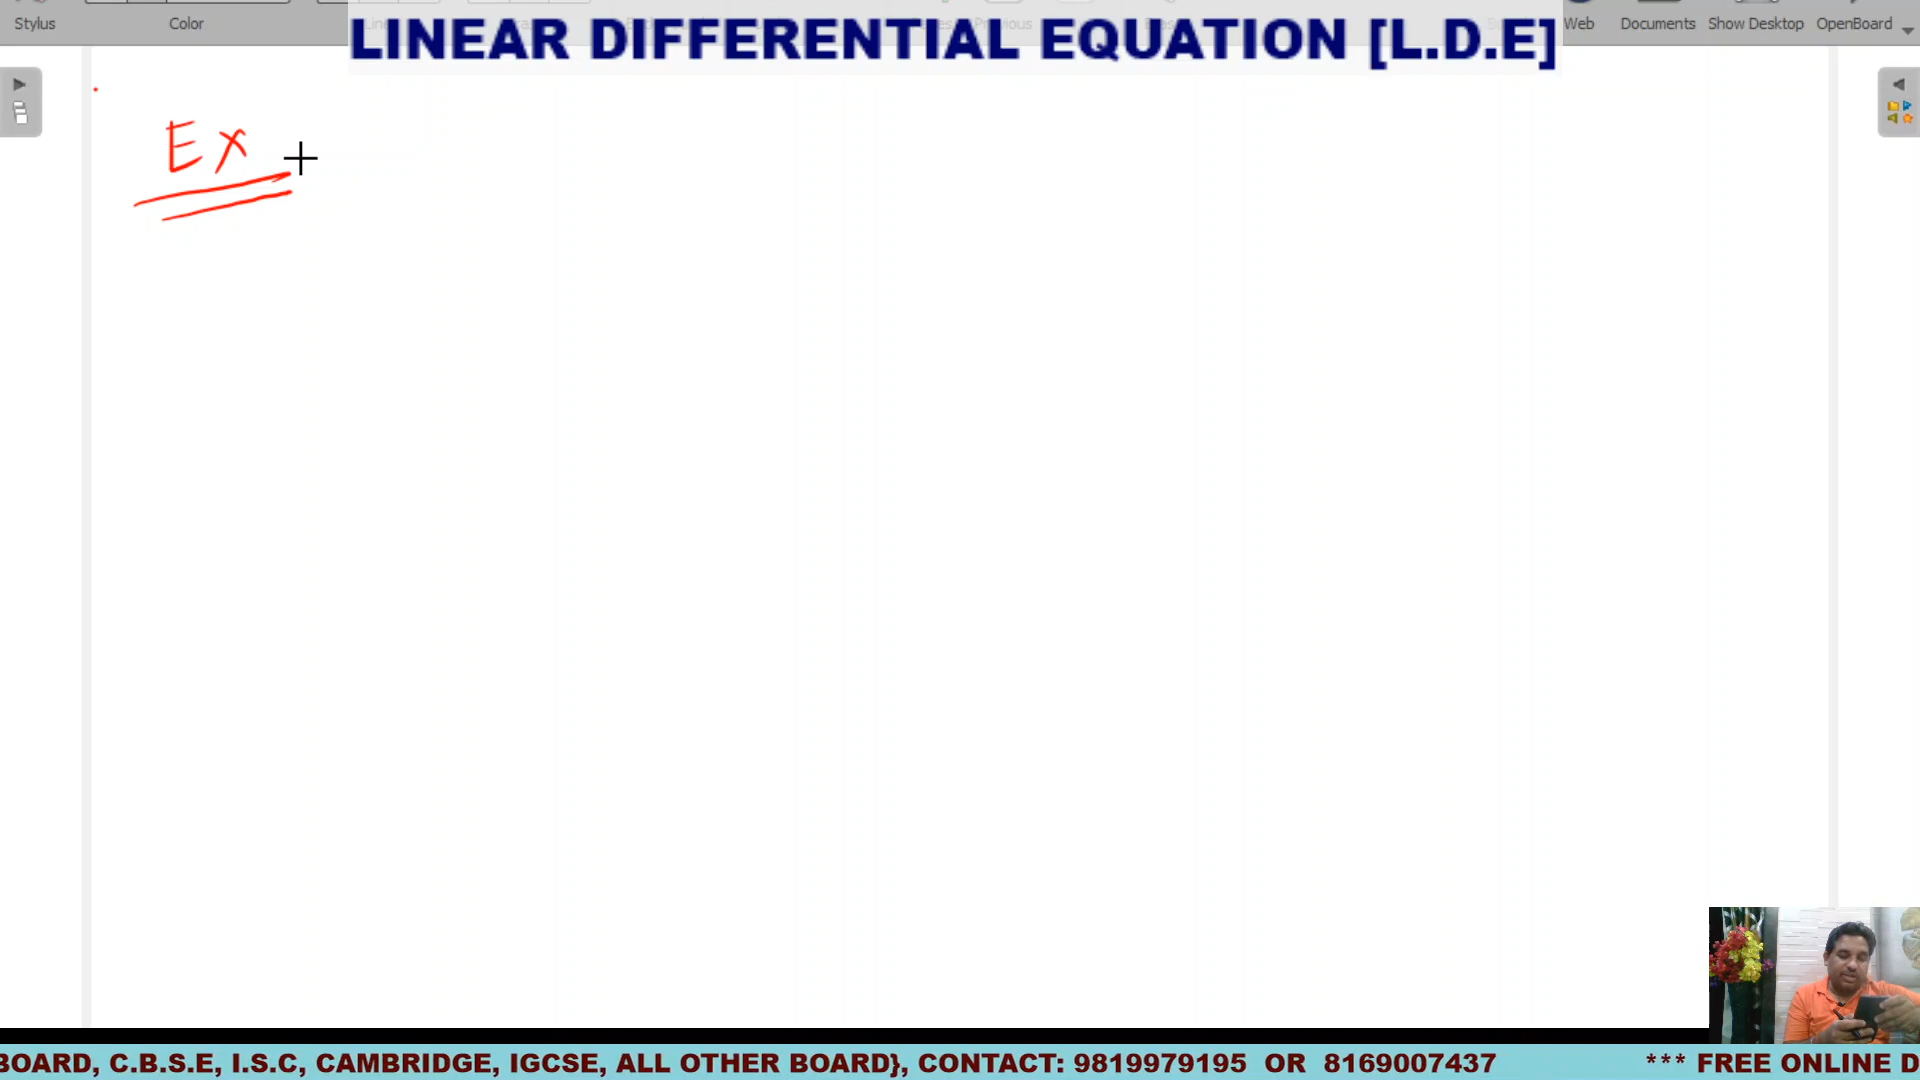 Stylus Color Web Documents Show Desktop OpenBoard
LINEAR DIFFERENTIAL EQUATION [L.D.E]
Ex
BOARD, C.B.S.E, I.S.C, CAMBRIDGE, IGCSE, ALL OTHER BOARD}, CONTACT: 9819979195 OR 8169007437 *** FREE ONLINE D